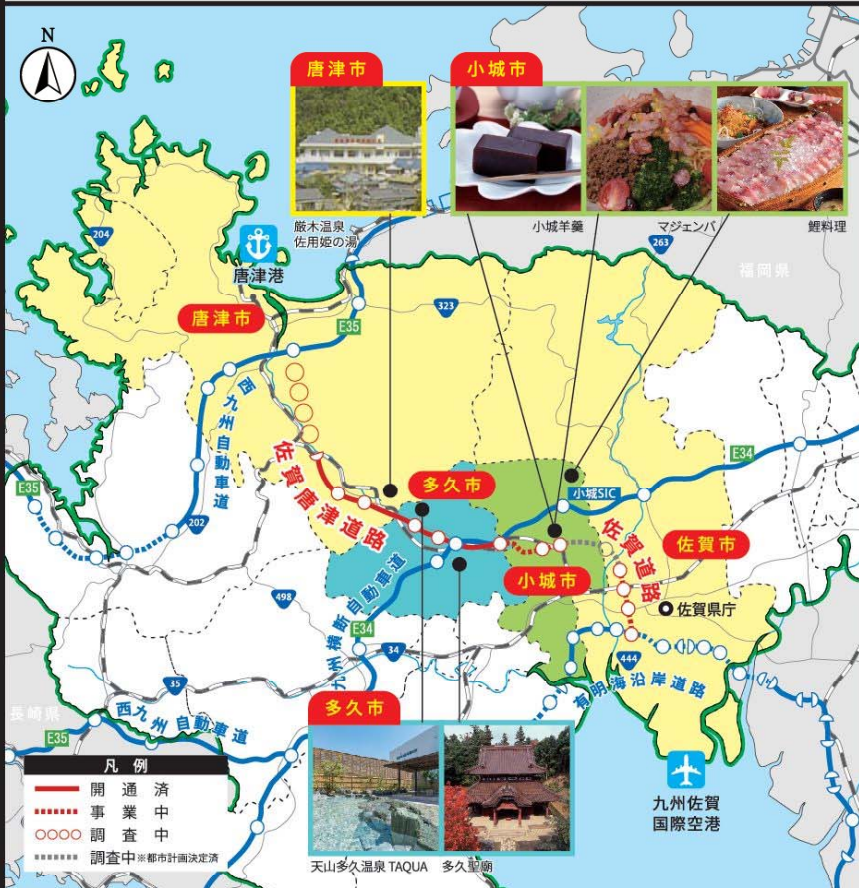 N
唐津市
小城市
厳木温泉
佐用姫の湯
小城羊羹
マジェンバ
鯉料理
204
唐津港
263
福岡県
唐津市
323
E35
西九州自動車道
佐賀唐津道路
E35
202
多久市
小城SIC
E34
佐賀道路
佐賀市
小城市
佐賀県庁
498
九州横断自動車道
E34
34
444
有明海沿岸道路
35
長崎県
西九州自動車道
E35
多久市
凡例
開通済
事業中
調査中
調査中※都市計画決定済
天山多久温泉 TAQUA
多久聖廟
九州佐賀
国際空港